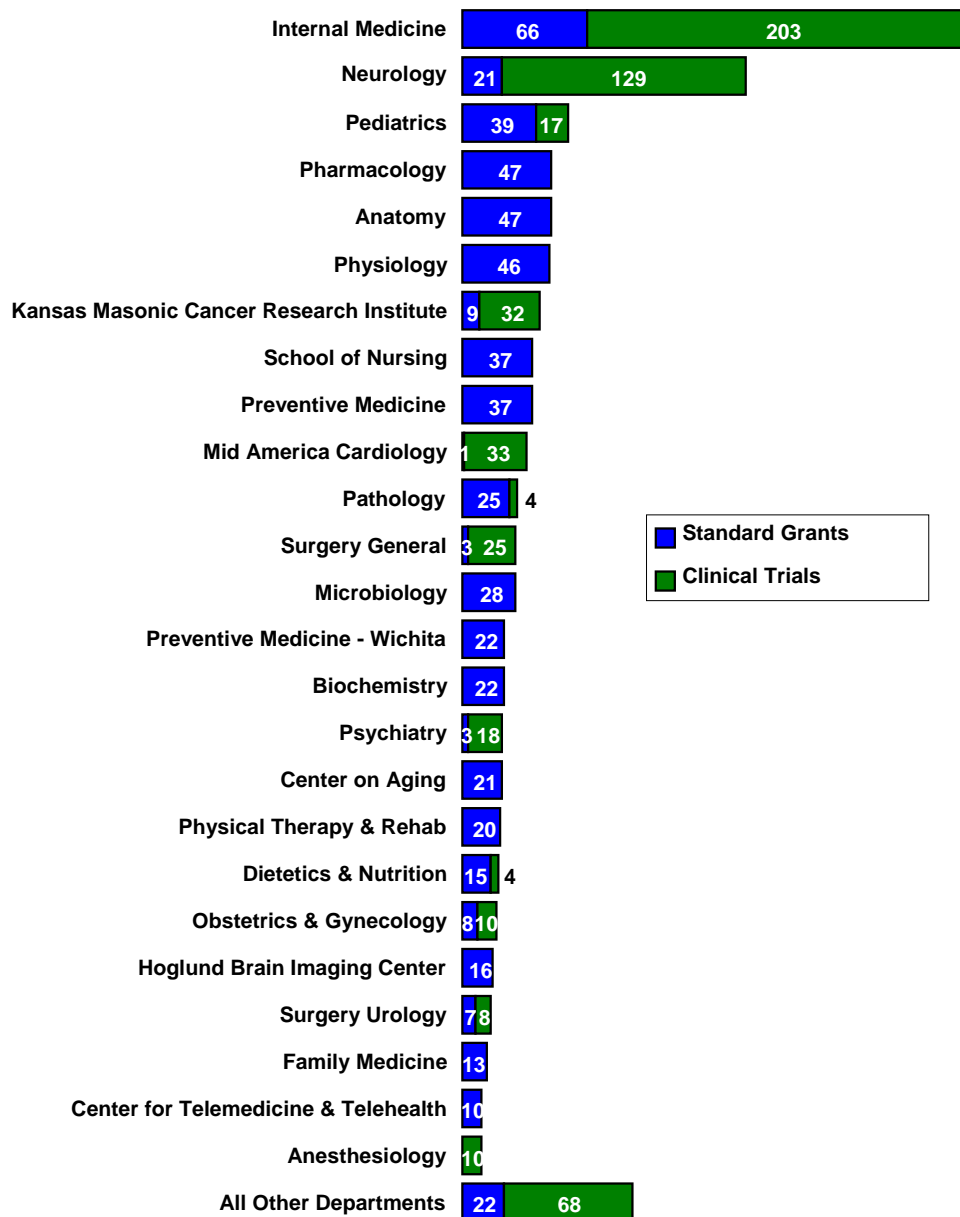 Internal Medicine 66 203
Neurology 21 129
Pediatrics 39 17
Pharmacology 47
Anatomy 47
Physiology 46
Kansas Masonic Cancer Research Institute 9 32
School of Nursing 37
Preventive Medicine 37
Mid America Cardiology 1 33
Pathology 25 4
Surgery General 3 25
Standard Grants
Clinical Trials
Microbiology 28
Preventive Medicine - Wichita 22
Biochemistry 22
Psychiatry 3 18
Center on Aging 21
Physical Therapy & Rehab 20
Dietetics & Nutrition 15 4
Obstetrics & Gynecology 8 10
Hoglund Brain Imaging Center 16
Surgery Urology 7 8
Family Medicine 13
Center for Telemedicine & Telehealth 10
Anesthesiology 10
All Other Departments 22 68